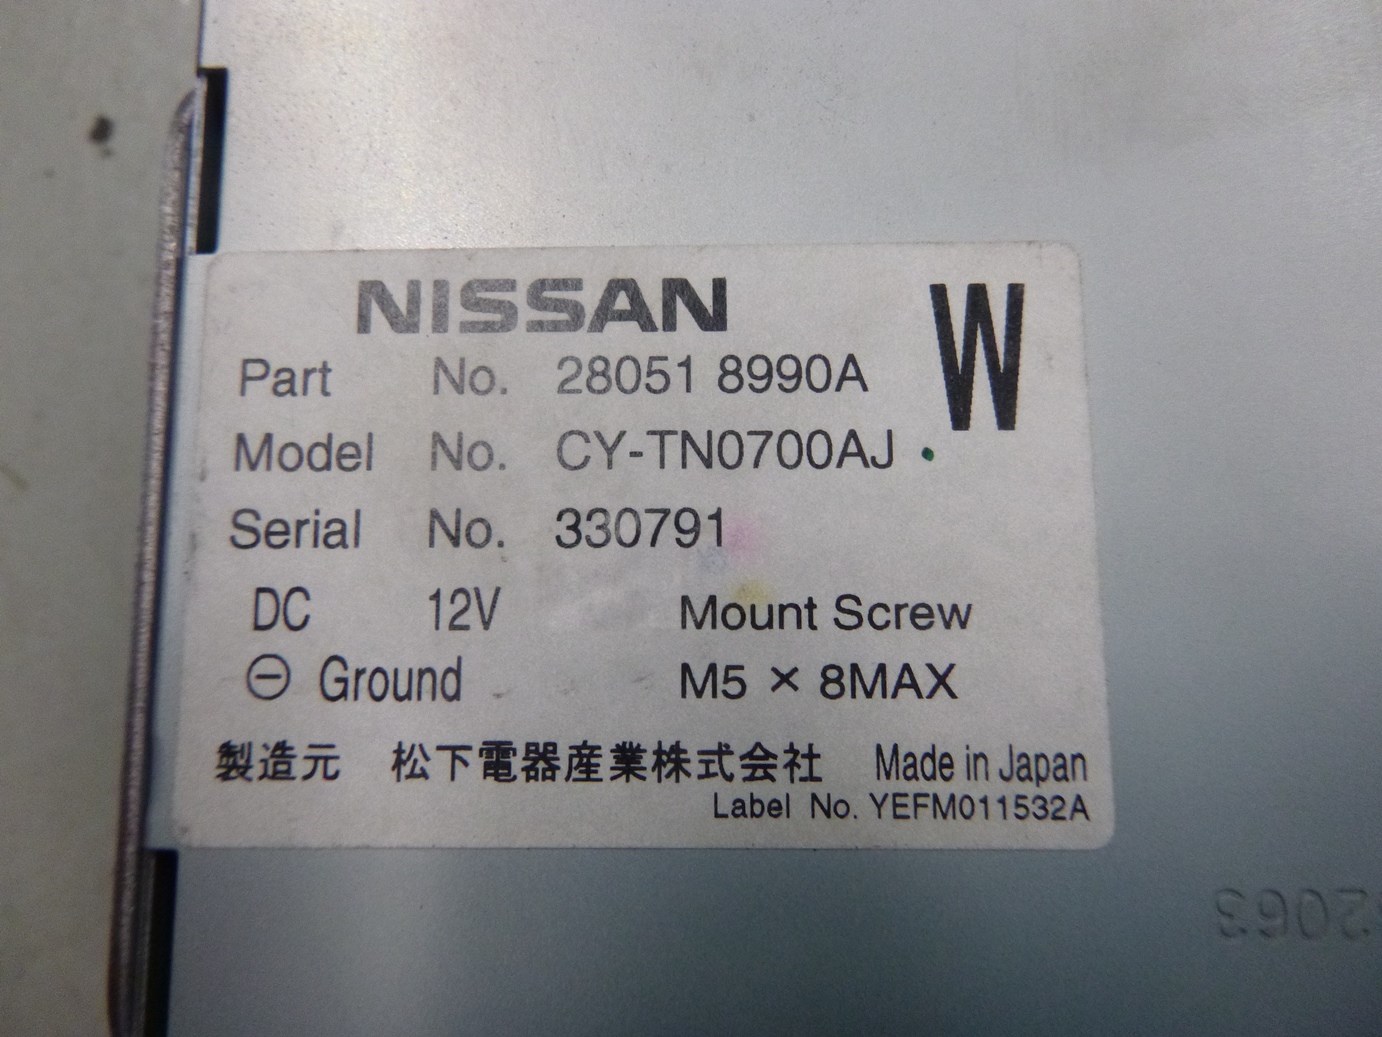 NISSAN
W
Part No. 28051 8990A
Model No. CY-TN0700AJ
Serial No. 330791
DC 12V Mount Screw
⊖ Ground M5 × 8MAX
製造元 松下電器産業株式会社 Made in Japan
Label No. YEFM011532A